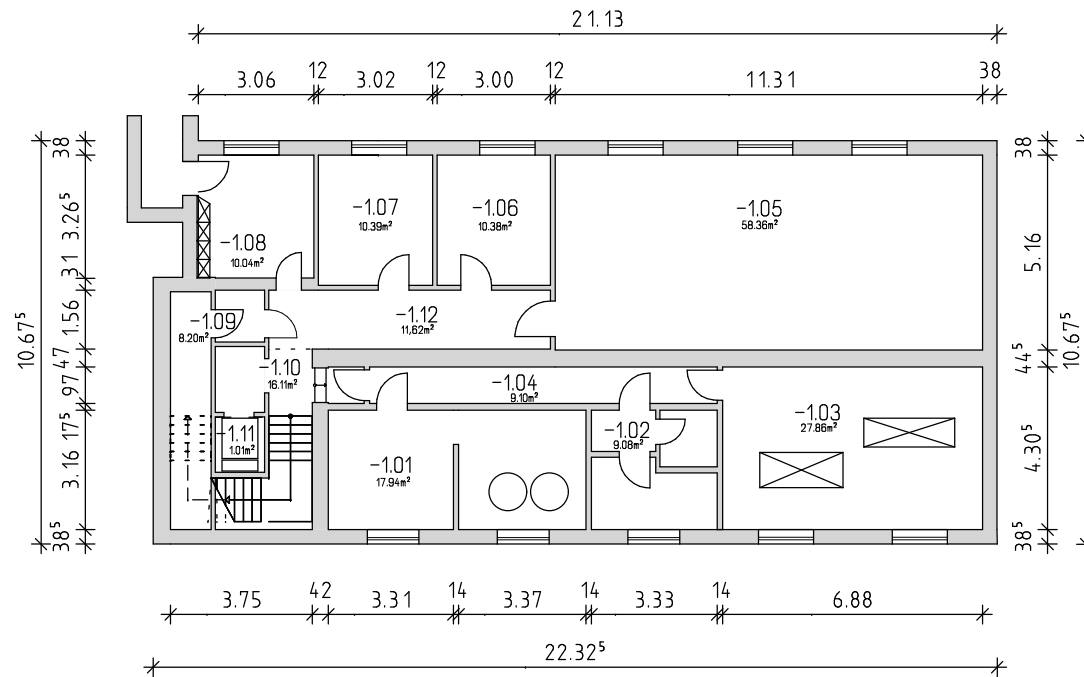 21.13
3.06 12 3.02 12 3.00 12 11.31 38
10.67⁵
38 3.26⁵ 31 1.56 47 97 17⁵ 3.16 38⁵
-1.08
10.04m²
-1.07
10.39m²
-1.06
10.38m²
-1.05
58.36m²
-1.09
8.20m²
-1.12
11,62m²
-1.10
16.11m²
-1.04
9.10m²
-1.03
27.86m²
-1.11
1.01m²
-1.02
9.08m²
-1.01
17.94m²
38 5.16 44⁵ 4.30⁵ 38⁵
10.67⁵
3.75 42 3.31 14 3.37 14 3.33 14 6.88
22.32⁵